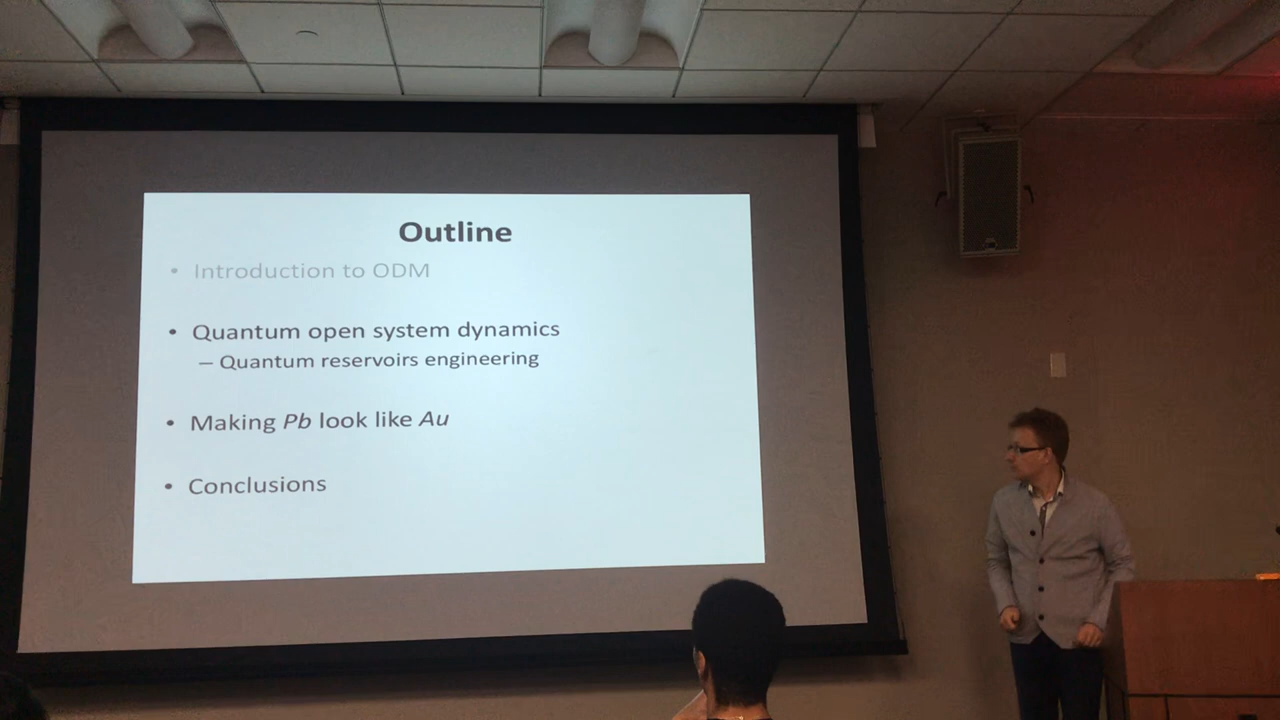 Outline
• Introduction to ODM
• Quantum open system dynamics
– Quantum reservoirs engineering
• Making Pb look like Au
• Conclusions